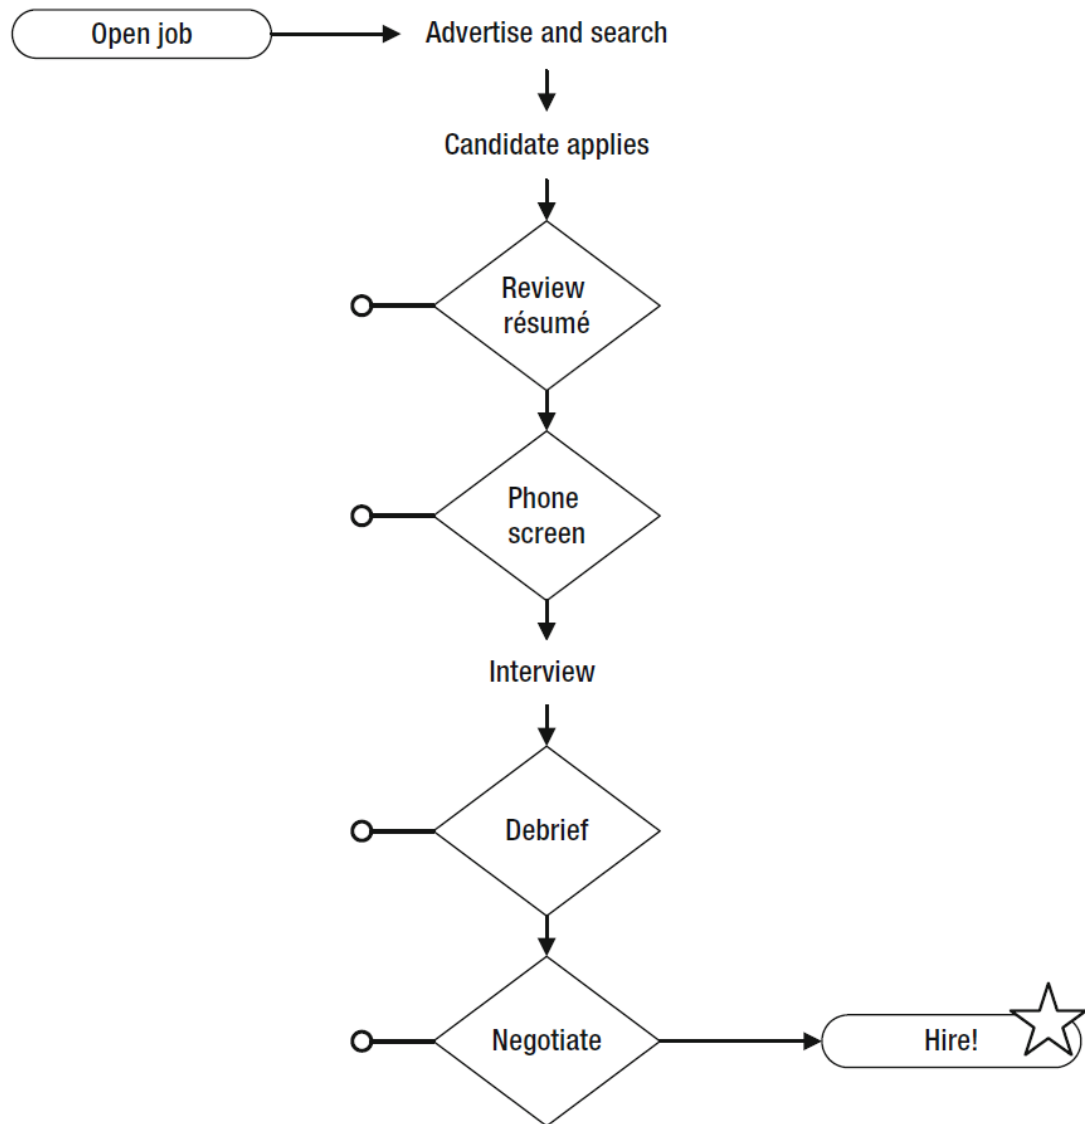 Open job
Advertise and search
Candidate applies
Review
résumé
Phone
screen
Interview
Debrief
Negotiate
Hire!